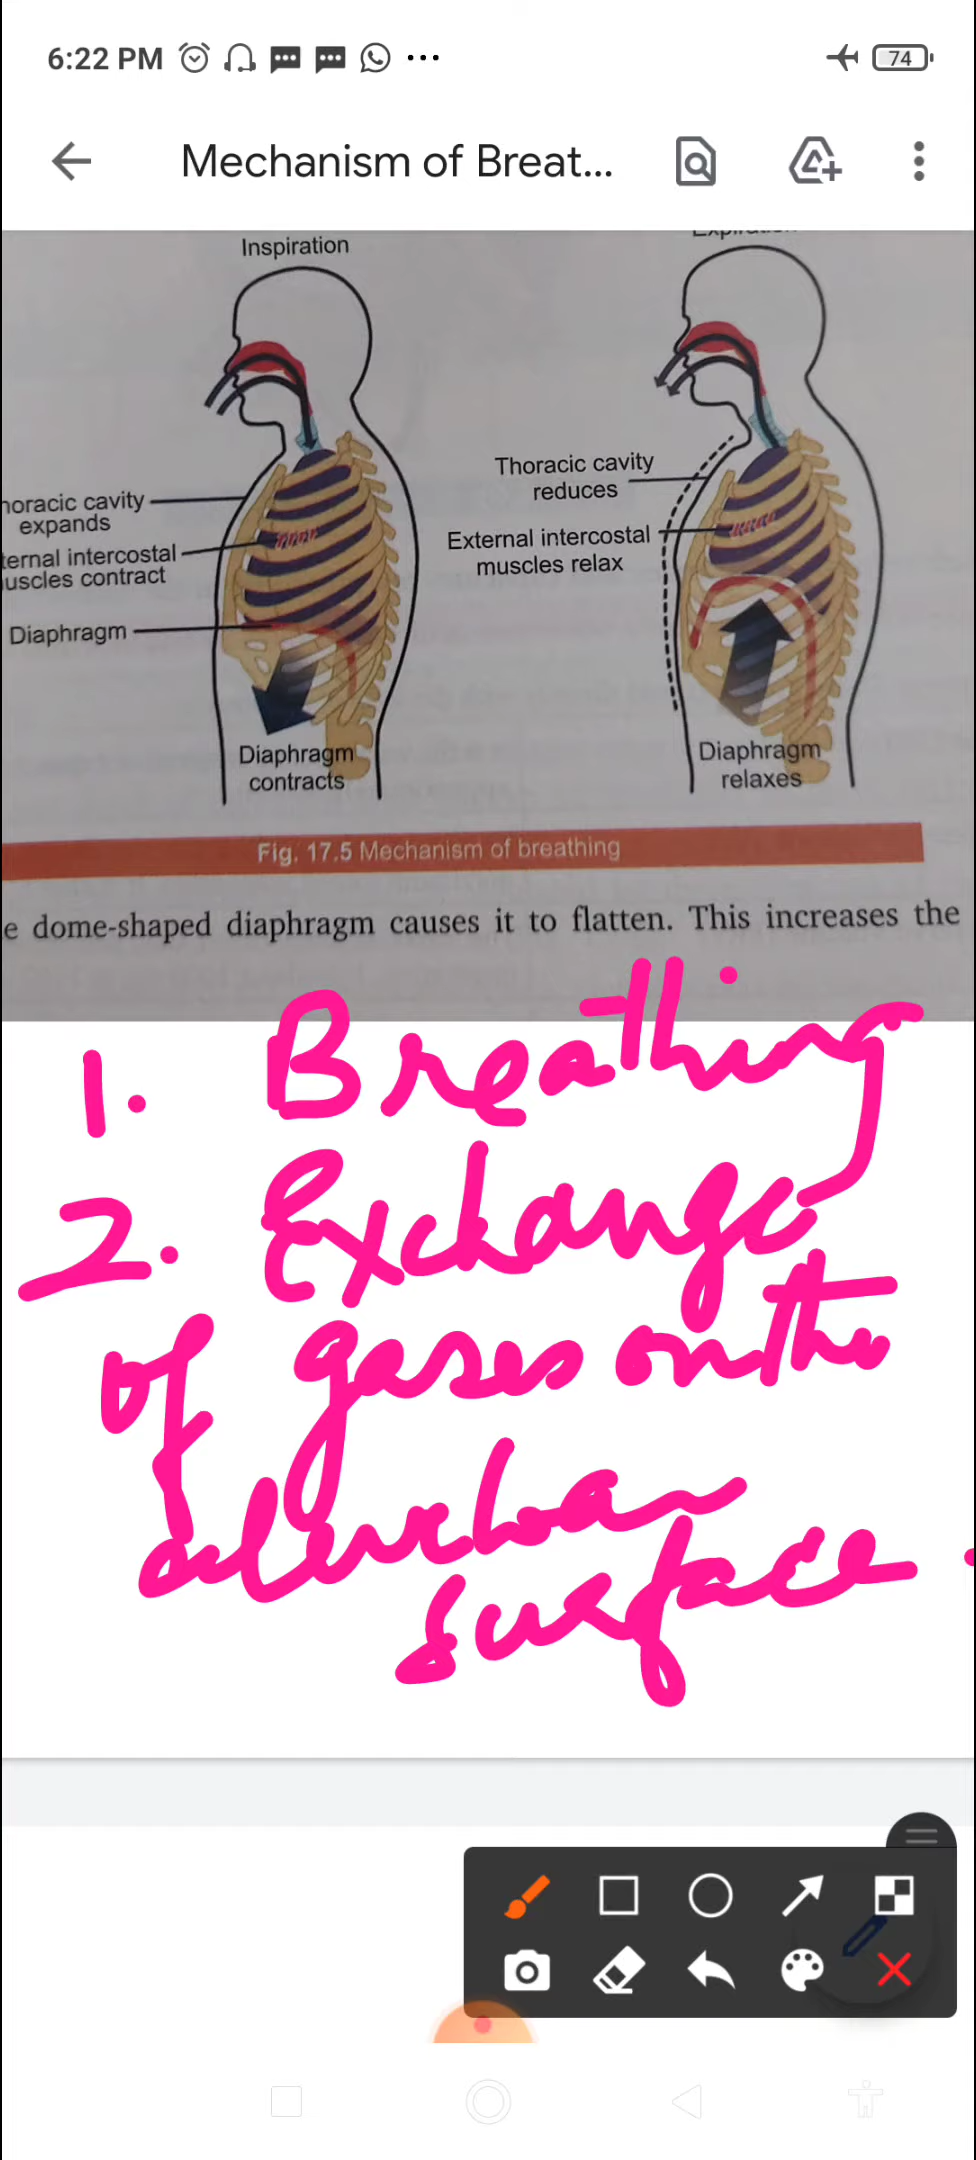 6:22 PM
74
Mechanism of Breat...
Inspiration
horacic cavity
expands
ternal intercostal
uscles contract
Diaphragm
Diaphragm
contracts
Thoracic cavity
reduces
External intercostal
muscles relax
Diaphragm
relaxes
Fig. 17.5 Mechanism of breathing
e dome-shaped diaphragm causes it to flatten. This increases the
1. Breathing
2. Exchange
of gases on the
surface.